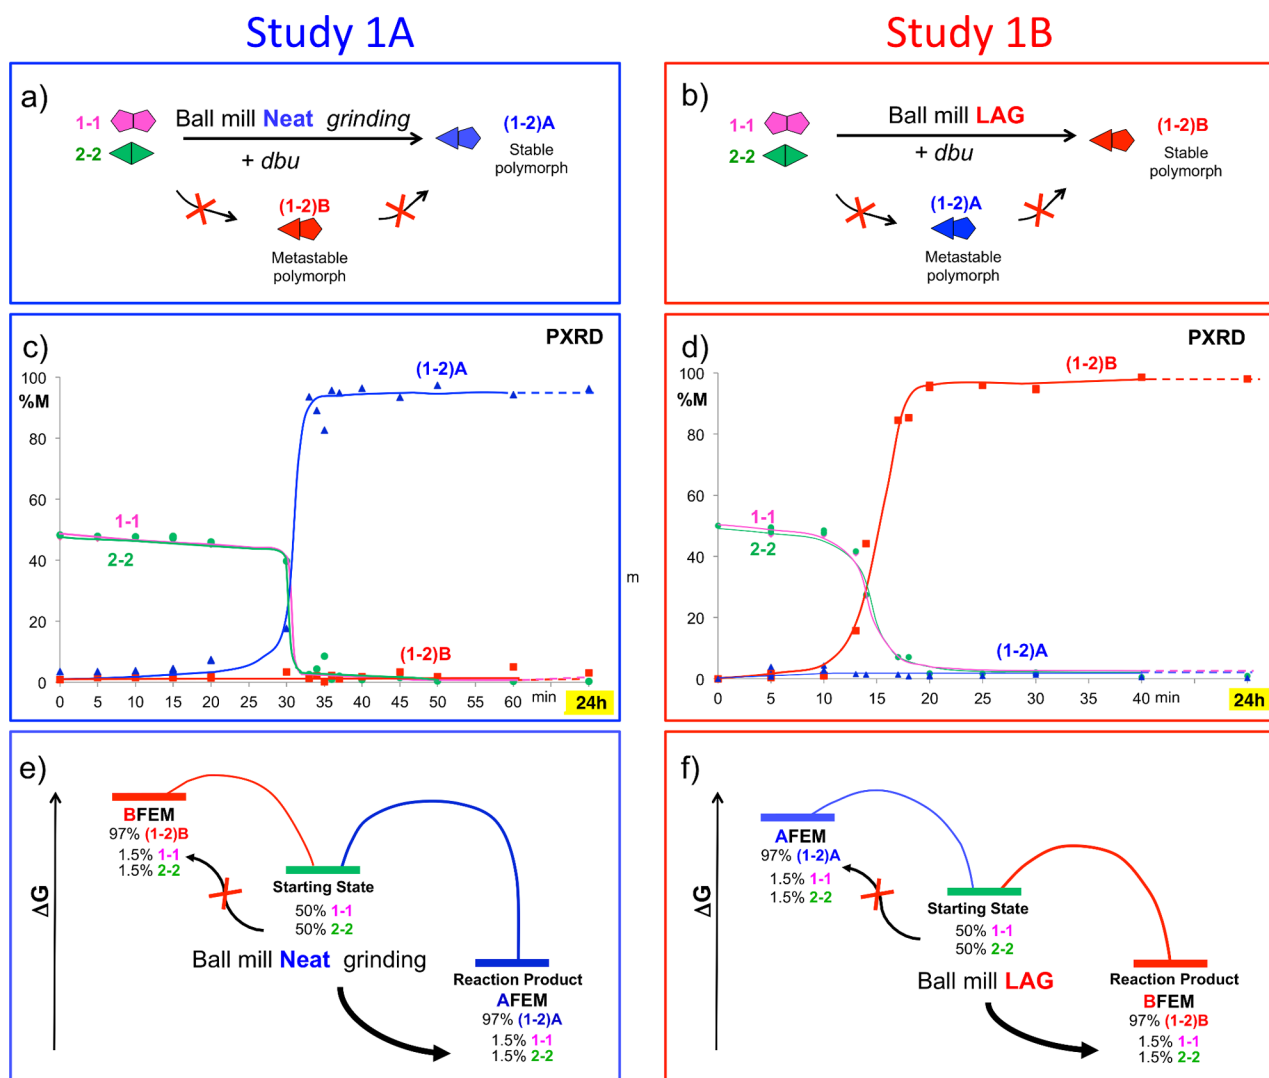 Study 1A
Study 1B
a)
1-1
2-2
Ball mill Neat grinding
+ dbu
(1-2)A
Stable
polymorph
(1-2)B
Metastable
polymorph
b)
1-1
2-2
Ball mill LAG
+ dbu
(1-2)B
Stable
polymorph
(1-2)A
Metastable
polymorph
c)
PXRD
(1-2)A
100
%M
80
60
1-1
2-2
40
20
(1-2)B
0
0 5 10 15 20 25 30 35 40 45 50 55 60 min 24h
m
d)
PXRD
(1-2)B
100
%M
80
60
1-1
2-2
40
20
(1-2)A
0
0 5 10 15 20 25 30 35 40 min 24h
e)
ΔG
BFEM
97% (1-2)B
1.5% 1-1
1.5% 2-2
Starting State
50% 1-1
50% 2-2
Ball mill Neat grinding
Reaction Product
AFEM
97% (1-2)A
1.5% 1-1
1.5% 2-2
f)
ΔG
AFEM
97% (1-2)A
1.5% 1-1
1.5% 2-2
Starting State
50% 1-1
50% 2-2
Ball mill LAG
Reaction Product
BFEM
97% (1-2)B
1.5% 1-1
1.5% 2-2